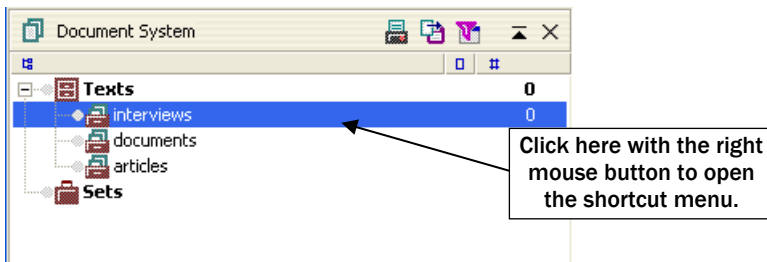 Document System
#
Texts 0
interviews 0
documents
articles
Sets
Click here with the right
mouse button to open
the shortcut menu.